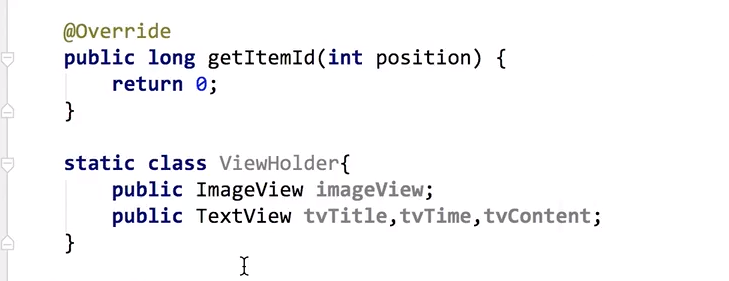 @Override
public long getItemId(int position) {
    return 0;
}
static class ViewHolder{
    public ImageView imageView;
    public TextView tvTitle,tvTime,tvContent;
}